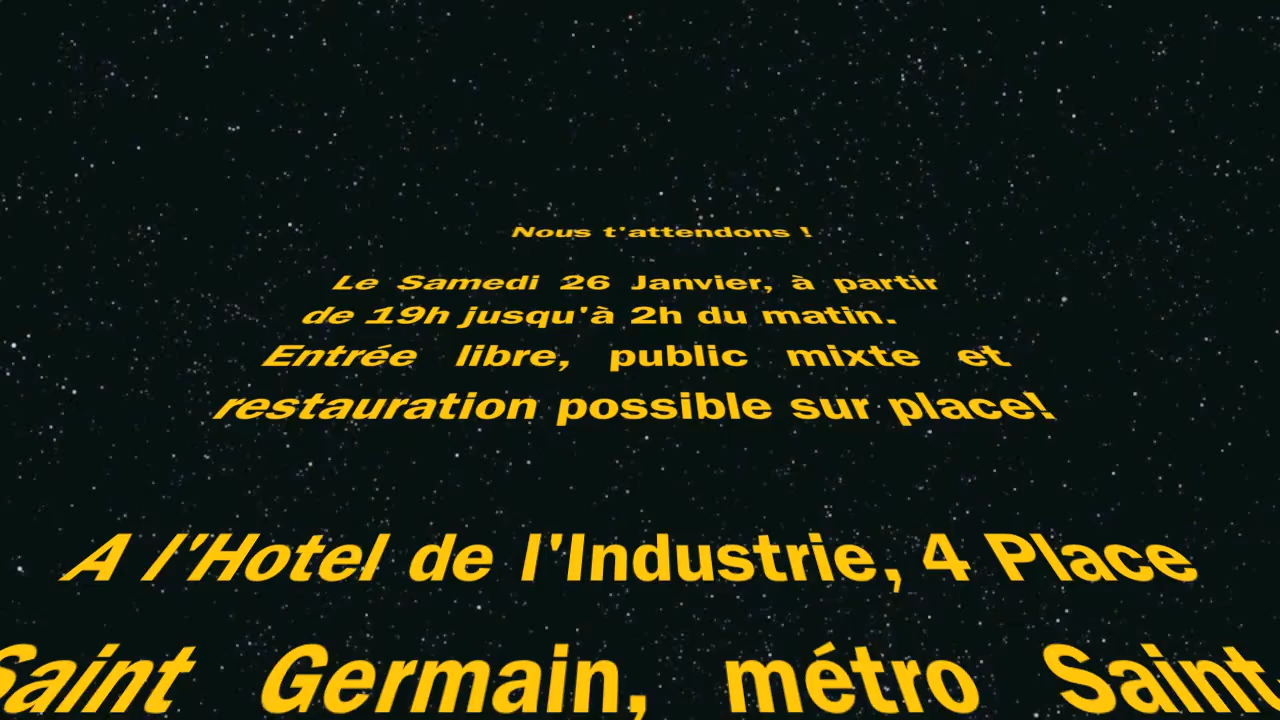 Nous t'attendons !
Le Samedi 26 Janvier, à partir
de 19h jusqu'à 2h du matin.
Entrée libre, public mixte et
restauration possible sur place!
A l'Hotel de l'Industrie, 4 Place
Saint Germain, métro Saint-